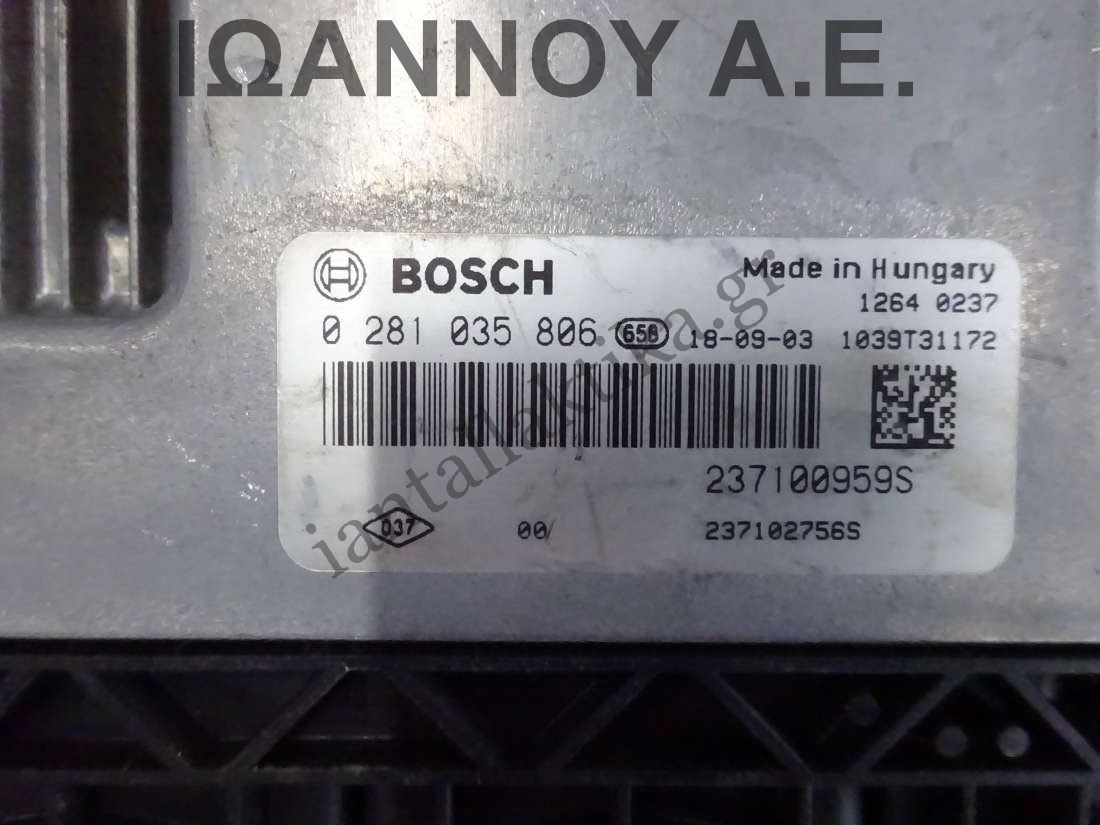 ΙΩΑΝΝΟΥ Α.Ε.
BOSCH
Made in Hungary
1264 0237
0 281 035 806 658 18-09-03 1039T31172
237100959S
037 00/ 237102756S
iantallaktika.gr